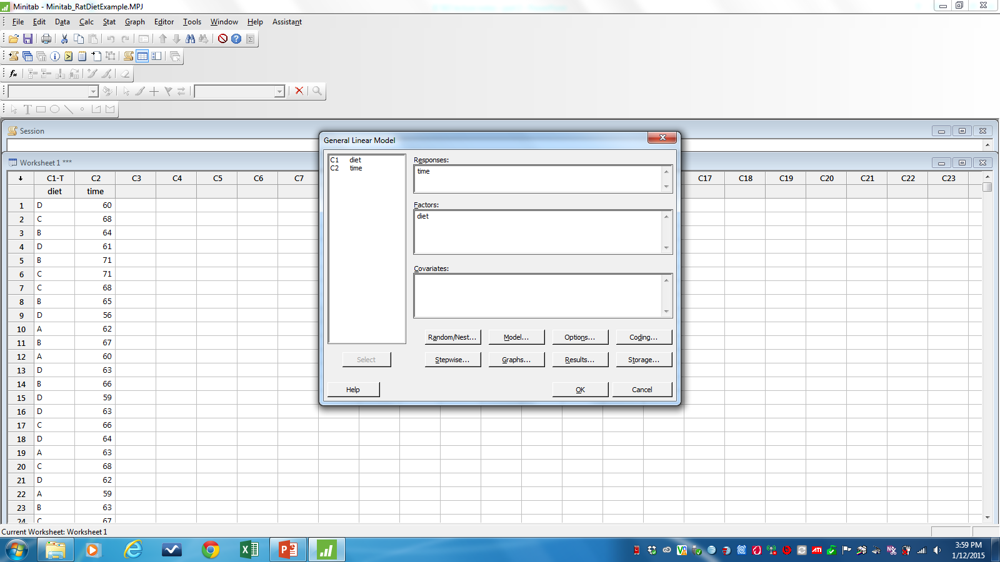 Minitab - Minitab_RatDietExample.MPJ
File Edit Data Calc Stat Graph Editor Tools Window Help Assistant
Session
General Linear Model
C1 diet
C2 time
Responses:
time
Factors:
diet
Covariates:
Random/Nest... Model... Options... Coding...
Select Stepwise... Graphs... Results... Storage...
Help OK Cancel
Worksheet 1 ***
C1-T C2 C3 C4 C5 C6 C7 C17 C18 C19 C20 C21 C22 C23
diet time
1 D 60
2 C 68
3 B 64
4 D 61
5 B 71
6 C 71
7 C 68
8 B 65
9 D 56
10 A 62
11 B 67
12 A 60
13 D 63
14 B 66
15 D 59
16 D 63
17 C 66
18 D 64
19 A 63
20 C 68
21 D 62
22 A 59
23 B 63
24 C 67
Current Worksheet: Worksheet 1
3:59 PM
1/12/2015